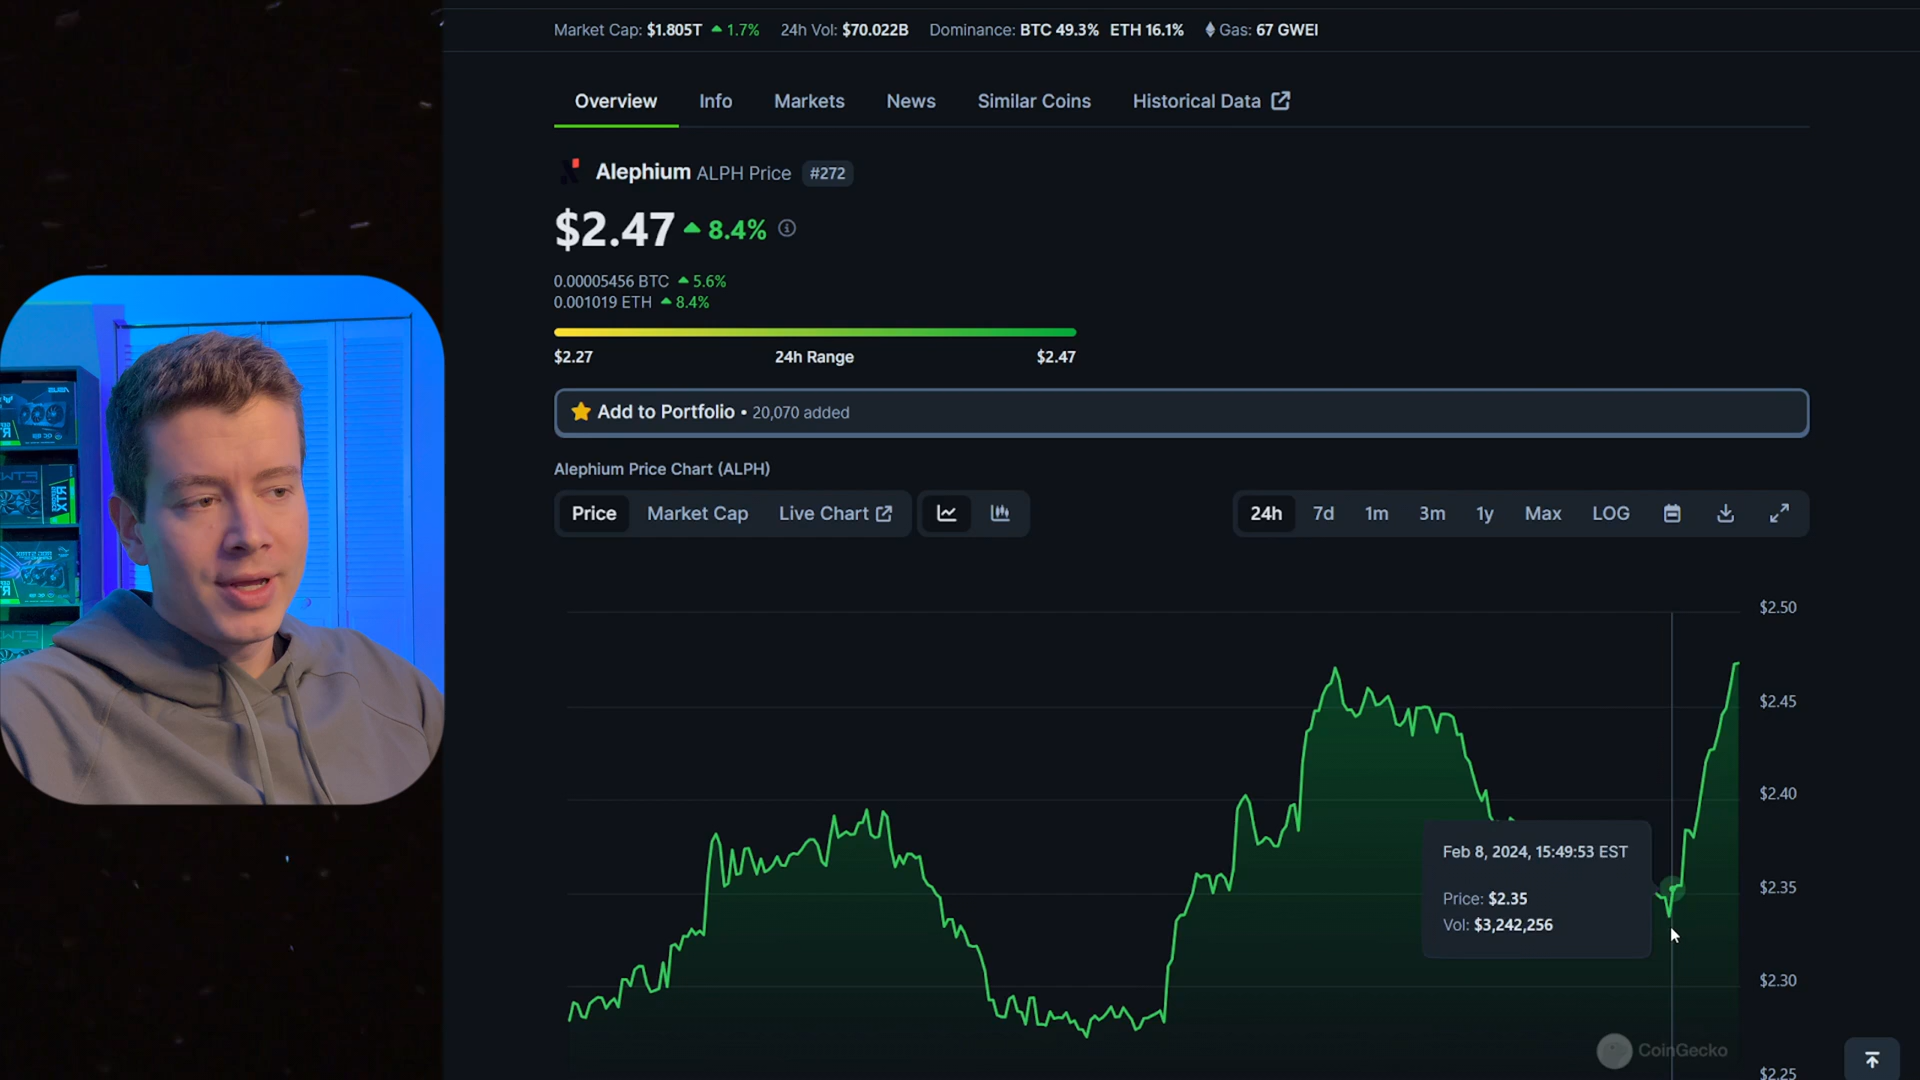 Market Cap: $1.805T 1.7% 24h Vol: $70.022B Dominance: BTC 49.3% ETH 16.1% Gas: 67 GWEI
Overview Info Markets News Similar Coins Historical Data
Alephium ALPH Price #272
$2.47 8.4%
0.00005456 BTC 5.6%
0.001019 ETH 8.4%
$2.27 24h Range $2.47
Add to Portfolio • 20,070 added
Alephium Price Chart (ALPH)
Price Market Cap Live Chart 24h 7d 1m 3m 1y Max LOG
$2.50
$2.45
$2.40
Feb 8, 2024, 15:49:53 EST
$2.35
Price: $2.35
Vol: $3,242,256
$2.30
CoinGecko
$2.25
RTX